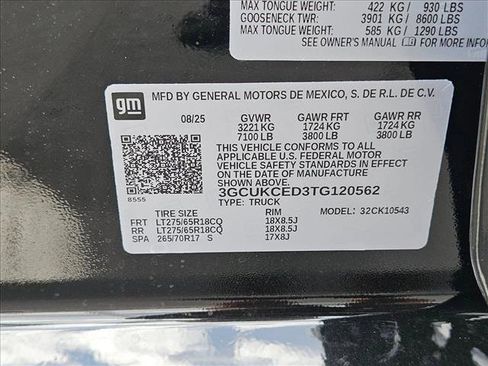 MAX TONGUE WEIGHT: 422 KG / 930 LBS
GOOSENECK TWR: 3901 KG / 8600 LBS
MAX TONGUE WEIGHT: 585 KG / 1290 LBS
SEE OWNER'S MANUAL FOR MORE INFORMATION
gm
MFD BY GENERAL MOTORS DE MEXICO, S. DE R.L. DE C.V.
08/25 GVWR GAWR FRT GAWR RR
3221 KG 1724 KG 1724 KG
7100 LB 3800 LB 3800 LB
THIS VEHICLE CONFORMS TO ALL
APPLICABLE U.S. FEDERAL MOTOR
VEHICLE SAFETY STANDARDS IN EFFECT
ON THE DATE OF MANUFACTURE
SHOWN ABOVE.
8555
3GCUKCED3TG120562
TYPE: TRUCK
TIRE SIZE RIM MODEL: 32CK10543
FRT LT275/65R18CQ 18X8.5J
RR LT275/65R18CQ 18X8.5J
SPA 265/70R17 S 17X8J